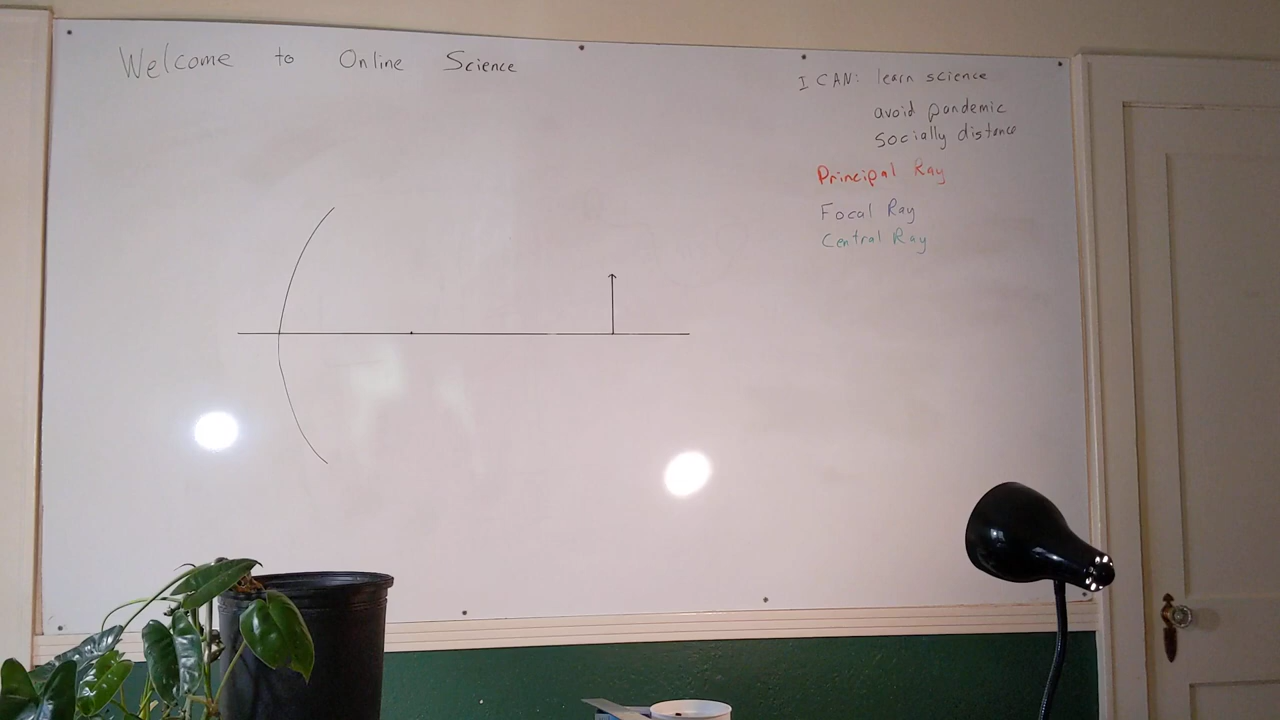 Welcome to Online Science
I CAN: learn science
avoid pandemic
socially distance
Principal Ray
Focal Ray
Central Ray